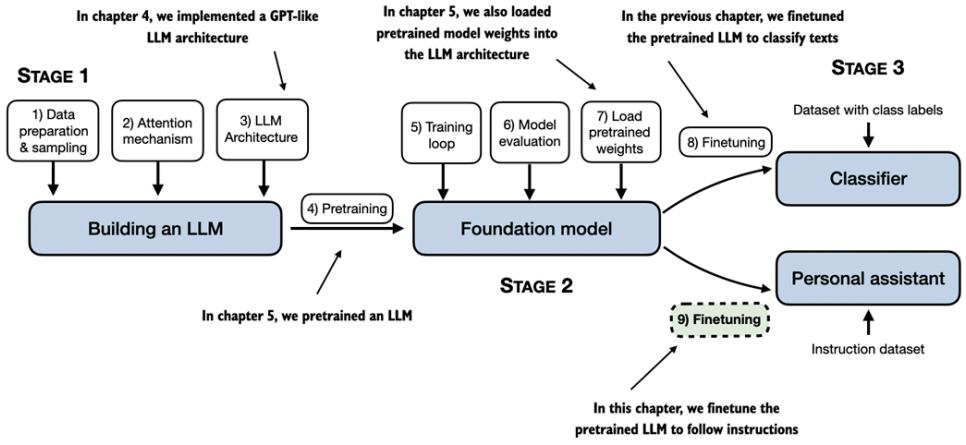 In chapter 4, we implemented a GPT-like
LLM architecture
In chapter 5, we also loaded
pretrained model weights into
the LLM architecture
In the previous chapter, we finetuned
the pretrained LLM to classify texts
STAGE 1
STAGE 3
1) Data
preparation
& sampling
2) Attention
mechanism
3) LLM
Architecture
5) Training
loop
6) Model
evaluation
7) Load
pretrained
weights
8) Finetuning
Dataset with class labels
Classifier
Building an LLM
4) Pretraining
Foundation model
STAGE 2
Personal assistant
In chapter 5, we pretrained an LLM
9) Finetuning
Instruction dataset
In this chapter, we finetune the
pretrained LLM to follow instructions